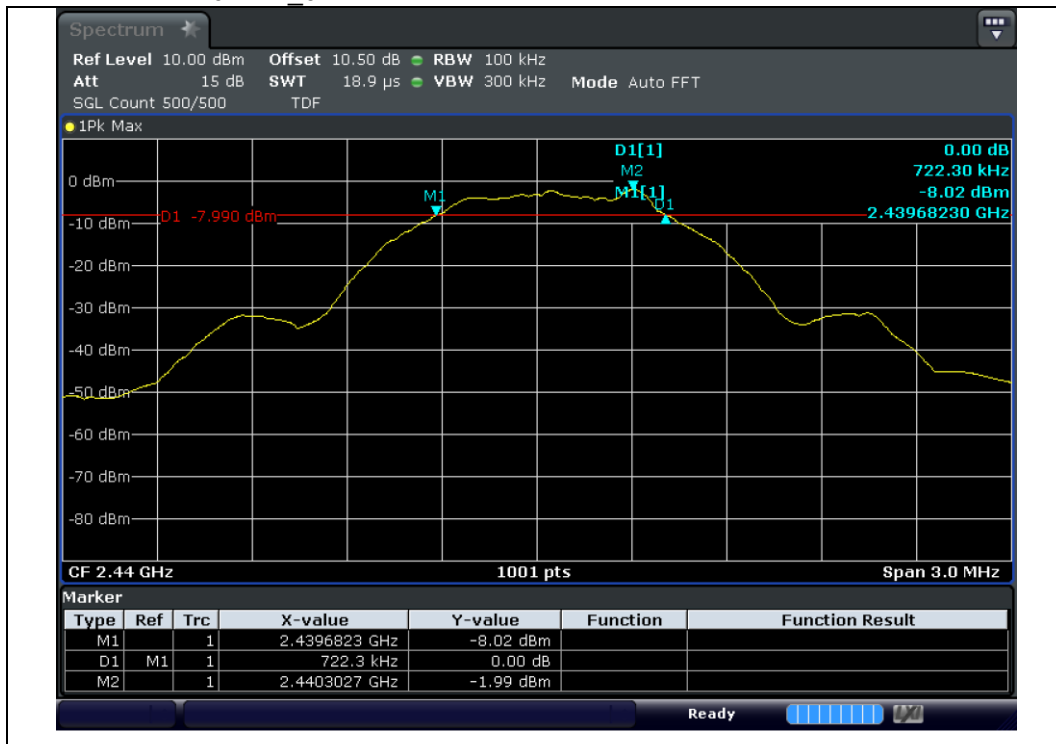 Spectrum
Ref Level 10.00 dBm Offset 10.50 dB RBW 100 kHz
Att 15 dB SWT 18.9 µs VBW 300 kHz Mode Auto FFT
SGL Count 500/500 TDF
1Pk Max
D1[1] 0.00 dB
722.30 kHz
M1[1] -8.02 dBm
2.43968230 GHz
M2
M1
D1
D1 -7.990 dBm
0 dBm
-10 dBm
-20 dBm
-30 dBm
-40 dBm
-50 dBm
-60 dBm
-70 dBm
-80 dBm
CF 2.44 GHz 1001 pts Span 3.0 MHz
Marker
Type Ref Trc X-value Y-value Function Function Result
M1 1 2.4396823 GHz -8.02 dBm
D1 M1 1 722.3 kHz 0.00 dB
M2 1 2.4403027 GHz -1.99 dBm
Ready